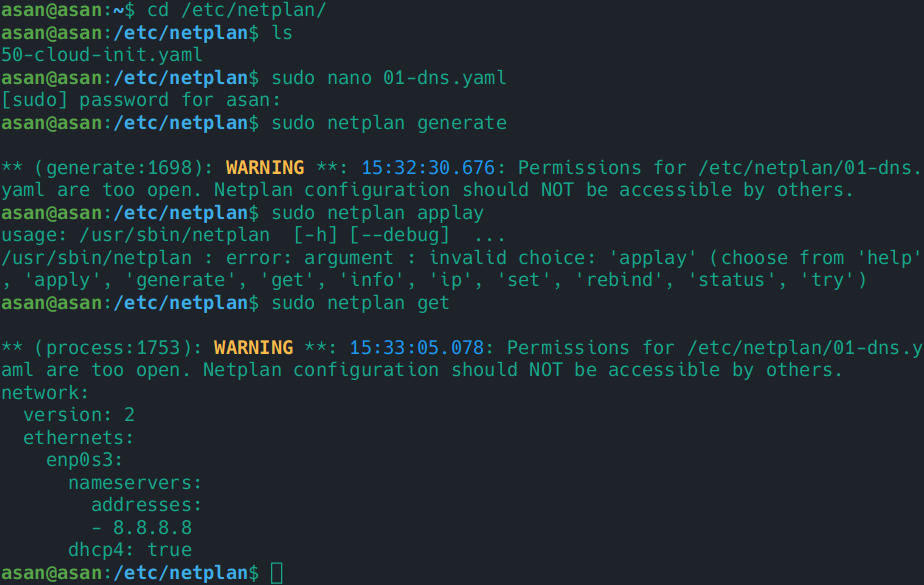 asan@asan:~$ cd /etc/netplan/
asan@asan:/etc/netplan$ ls
50-cloud-init.yaml
asan@asan:/etc/netplan$ sudo nano 01-dns.yaml
[sudo] password for asan:
asan@asan:/etc/netplan$ sudo netplan generate

** (generate:1698): WARNING **: 15:32:30.676: Permissions for /etc/netplan/01-dns.
yaml are too open. Netplan configuration should NOT be accessible by others.
asan@asan:/etc/netplan$ sudo netplan applay
usage: /usr/sbin/netplan  [-h] [--debug]  ...
/usr/sbin/netplan : error: argument : invalid choice: 'applay' (choose from 'help'
, 'apply', 'generate', 'get', 'info', 'ip', 'set', 'rebind', 'status', 'try')
asan@asan:/etc/netplan$ sudo netplan get

** (process:1753): WARNING **: 15:33:05.078: Permissions for /etc/netplan/01-dns.y
aml are too open. Netplan configuration should NOT be accessible by others.
network:
  version: 2
  ethernets:
    enp0s3:
      nameservers:
        addresses:
        - 8.8.8.8
      dhcp4: true
asan@asan:/etc/netplan$